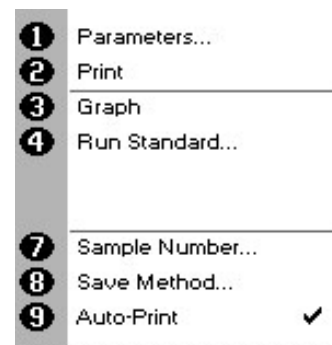 1 Parameters...
2 Print
3 Graph
4 Run Standard...
7 Sample Number...
8 Save Method...
9 Auto-Print ✔